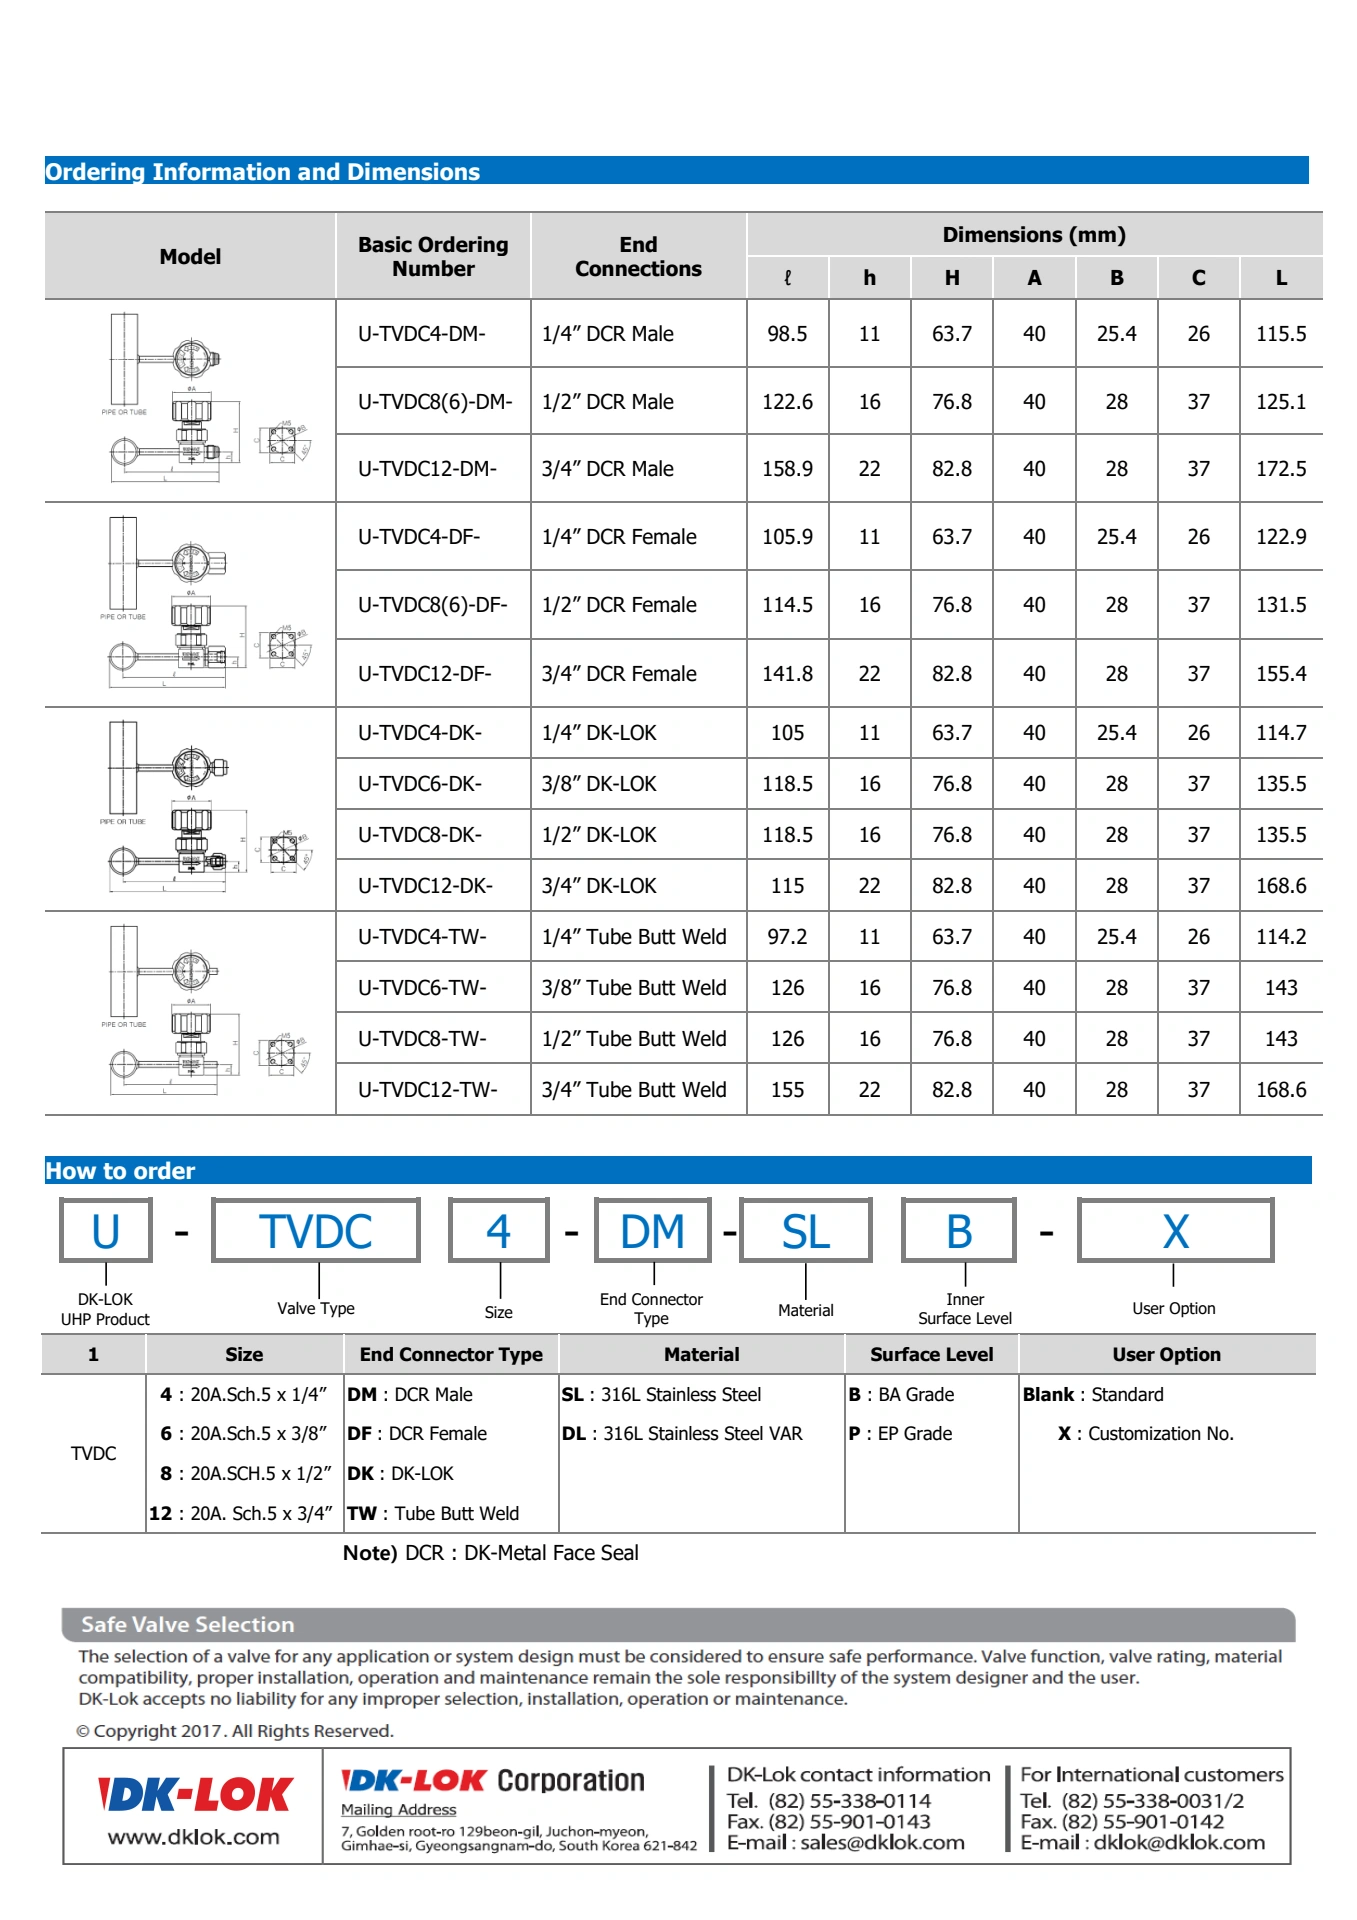 Ordering Information and Dimensions
Model Basic Ordering Number End Connections Dimensions (mm)
ℓ h H A B C L
U-TVDC4-DM- 1/4” DCR Male 98.5 11 63.7 40 25.4 26 115.5
U-TVDC8(6)-DM- 1/2” DCR Male 122.6 16 76.8 40 28 37 125.1
U-TVDC12-DM- 3/4” DCR Male 158.9 22 82.8 40 28 37 172.5
PIPE OR TUBE
U-TVDC4-DF- 1/4” DCR Female 105.9 11 63.7 40 25.4 26 122.9
U-TVDC8(6)-DF- 1/2” DCR Female 114.5 16 76.8 40 28 37 131.5
U-TVDC12-DF- 3/4” DCR Female 141.8 22 82.8 40 28 37 155.4
PIPE OR TUBE
U-TVDC4-DK- 1/4” DK-LOK 105 11 63.7 40 25.4 26 114.7
U-TVDC6-DK- 3/8” DK-LOK 118.5 16 76.8 40 28 37 135.5
U-TVDC8-DK- 1/2” DK-LOK 118.5 16 76.8 40 28 37 135.5
U-TVDC12-DK- 3/4” DK-LOK 115 22 82.8 40 28 37 168.6
PIPE OR TUBE
U-TVDC4-TW- 1/4” Tube Butt Weld 97.2 11 63.7 40 25.4 26 114.2
U-TVDC6-TW- 3/8” Tube Butt Weld 126 16 76.8 40 28 37 143
U-TVDC8-TW- 1/2” Tube Butt Weld 126 16 76.8 40 28 37 143
U-TVDC12-TW- 3/4” Tube Butt Weld 155 22 82.8 40 28 37 168.6
PIPE OR TUBE
How to order
U - TVDC 4 - DM - SL B - X
DK-LOK UHP Product Valve Type Size End Connector Type Material Inner Surface Level User Option
1 Size End Connector Type Material Surface Level User Option
4 : 20A.Sch.5 x 1/4” DM : DCR Male SL : 316L Stainless Steel B : BA Grade Blank : Standard
6 : 20A.Sch.5 x 3/8” DF : DCR Female DL : 316L Stainless Steel VAR P : EP Grade X : Customization No.
TVDC
8 : 20A.SCH.5 x 1/2” DK : DK-LOK
12 : 20A. Sch.5 x 3/4” TW : Tube Butt Weld
Note) DCR : DK-Metal Face Seal
Safe Valve Selection
The selection of a valve for any application or system design must be considered to ensure safe performance. Valve function, valve rating, material
compatibility, proper installation, operation and maintenance remain the sole responsibillty of the system designer and the user.
DK-Lok accepts no liability for any improper selection, installation, operation or maintenance.
© Copyright 2017. All Rights Reserved.
DK-LOK
www.dklok.com
DK-LOK Corporation
Mailing Address
7, Golden root-ro 129beon-gil, Juchon-myeon,
Gimhae-si, Gyeongsangnam-do, South Korea 621-842
DK-Lok contact information
Tel. (82) 55-338-0114
Fax. (82) 55-901-0143
E-mail : sales@dklok.com
For International customers
Tel. (82) 55-338-0031/2
Fax. (82) 55-901-0142
E-mail : dklok@dklok.com